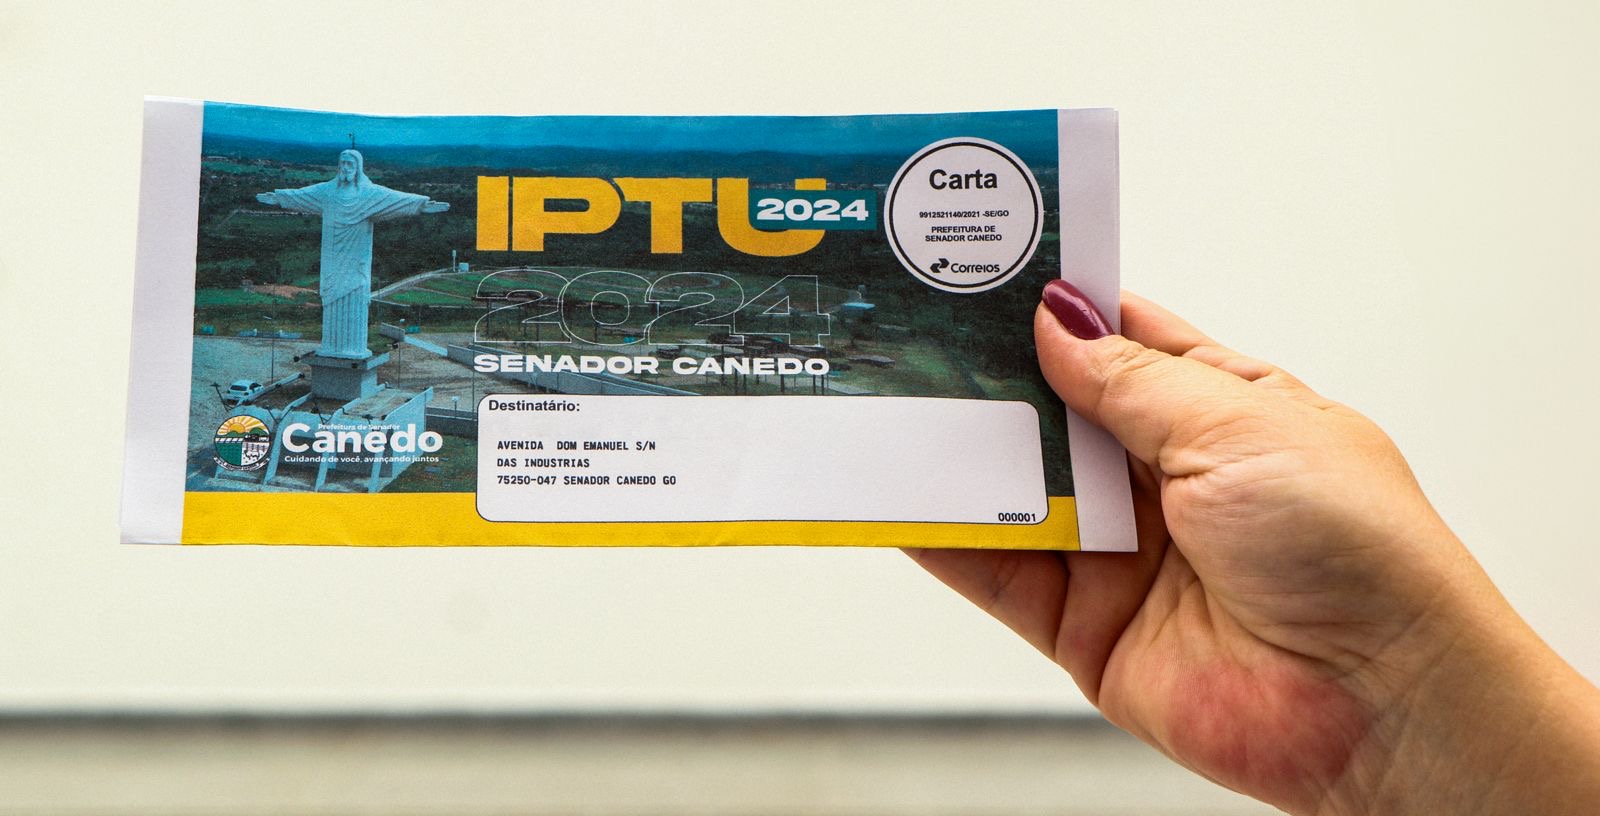 IPTU
2024
2024
SENADOR CANEDO
Carta
9912521140/2021 -SE/GO
PREFEITURA DE
SENADOR CANEDO
Correios
Prefeitura de Senador
Canedo
Cuidando de você, avançando juntos
Destinatário:
AVENIDA DOM EMANUEL S/N
DAS INDUSTRIAS
75250-047 SENADOR CANEDO GO
000001